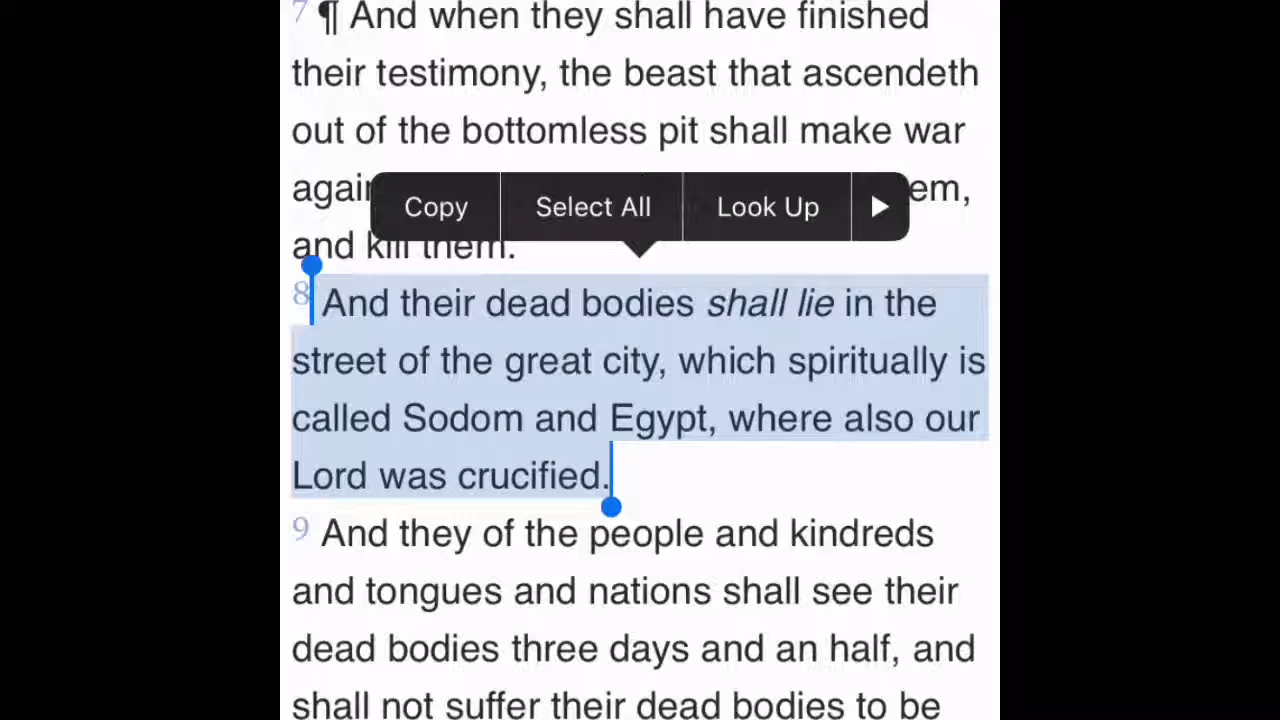 7 ¶ And when they shall have finished
their testimony, the beast that ascendeth
out of the bottomless pit shall make war
em,
Copy Select All Look Up ▶
and kill them.
8 And their dead bodies shall lie in the
street of the great city, which spiritually is
called Sodom and Egypt, where also our
Lord was crucified.
9 And they of the people and kindreds
and tongues and nations shall see their
dead bodies three days and an half, and
shall not suffer their dead bodies to be